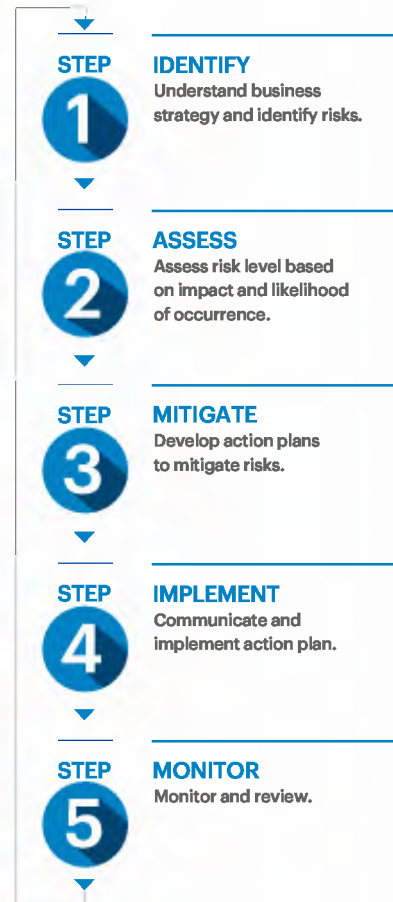 STEP
1
IDENTIFY
Understand business
strategy and identify risks.
STEP
2
ASSESS
Assess risk level based
on impact and likelihood
of occurrence.
STEP
3
MITIGATE
Develop action plans
to mitigate risks.
STEP
4
IMPLEMENT
Communicate and
implement action plan.
STEP
5
MONITOR
Monitor and review.